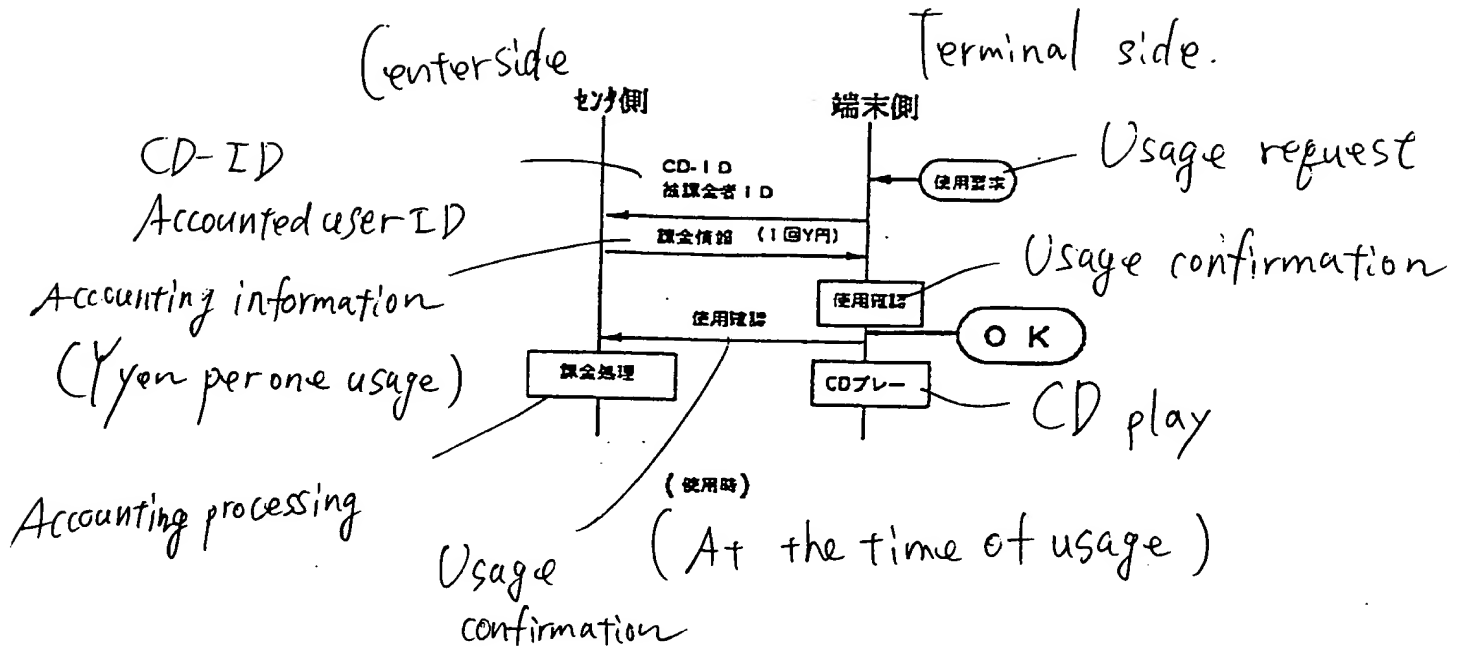 Centerside
Terminal side.
センタ側
端末側
CD-ID
Accounted user ID
CD-ID
被課金者ID
使用要求
Usage request
課金情報 (1回Y円)
Accounting information
(Y yen per one usage)
使用確認
Usage confirmation
使用確認
OK
課金処理
CDプレー
CD play
Accounting processing
(使用時)
(At the time of usage)
Usage
confirmation